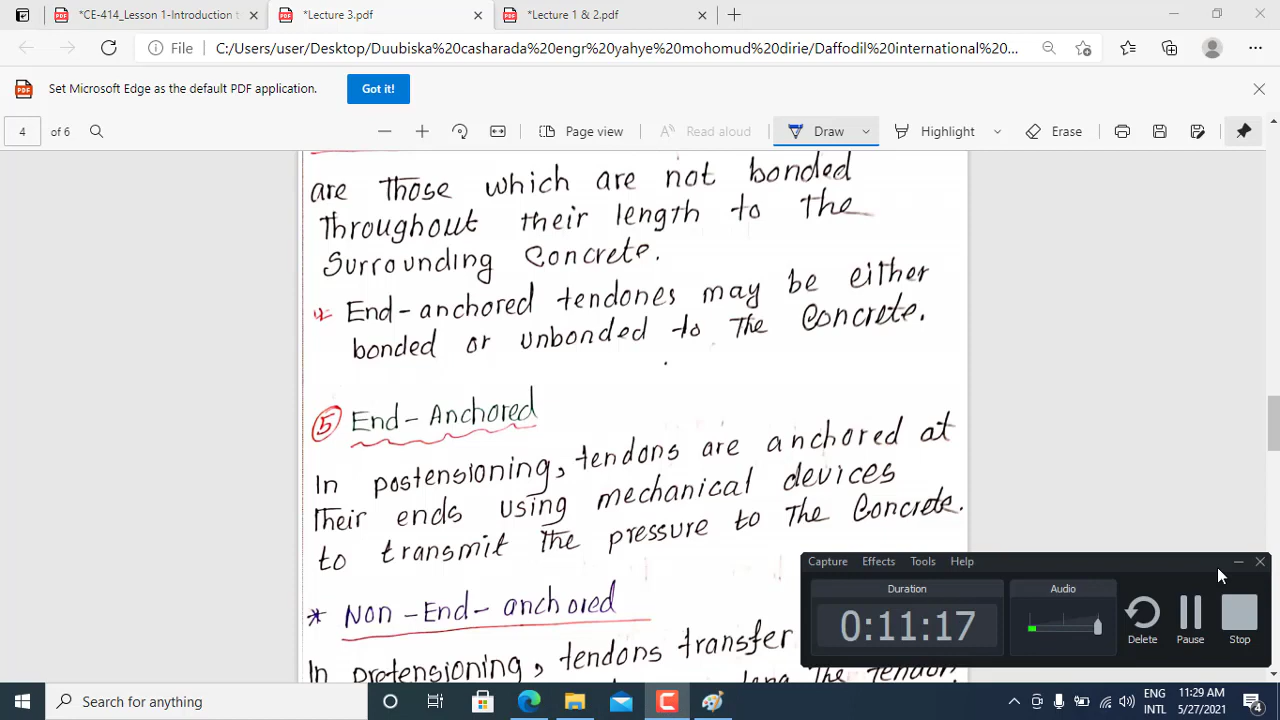 *CE-414_Lesson 1-Introduction t
*Lecture 3.pdf
*Lecture 1 & 2.pdf
File
C:/Users/user/Desktop/Duubiska%20casharada%20engr%20yahye%20mohomud%20dirie/Daffodil%20international%20...
Set Microsoft Edge as the default PDF application.
Got it!
4 of 6
Page view
Read aloud
Draw
Highlight
Erase
are Those which are not bonded
Throughout their length to The
Surrounding Concrete.
* End-anchored tendones may be either
bonded or unbonded to The Concrete.
5 End-Anchored
In postensioning, tendons are anchored at
Their ends using mechanical devices
to transmit The pressure to The Concrete.
* Non-End-anchored
In pretensioning, tendons transfer
The tendon.
Capture Effects Tools Help
Duration
0:11:17
Audio
Delete
Pause
Stop
Search for anything
ENG
INTL
11:29 AM
5/27/2021
4